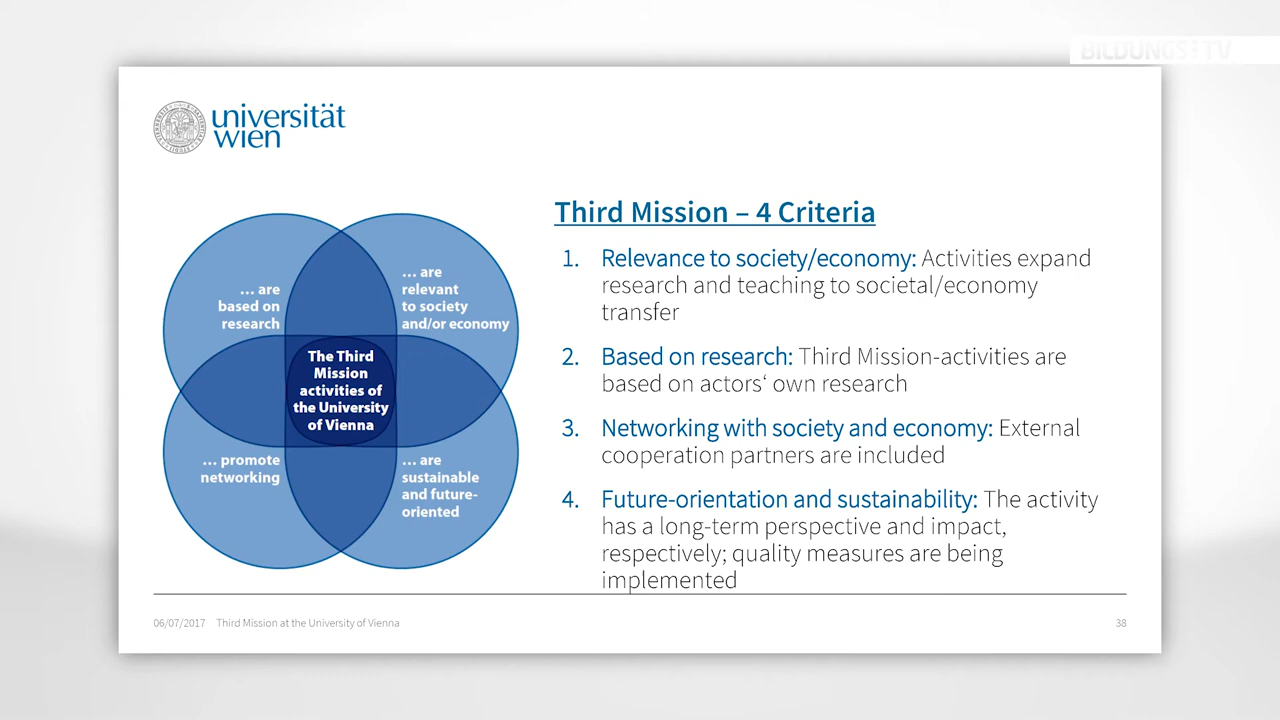 BILDUNGS:TV
universität
wien
Third Mission – 4 Criteria
… are
based on
research
… are
relevant
to society
and/or economy
The Third
Mission
activities of
the University
of Vienna
… promote
networking
… are
sustainable
and future-
oriented
1. Relevance to society/economy: Activities expand
research and teaching to societal/economy
transfer
2. Based on research: Third Mission-activities are
based on actors‘ own research
3. Networking with society and economy: External
cooperation partners are included
4. Future-orientation and sustainability: The activity
has a long-term perspective and impact,
respectively; quality measures are being
implemented
06/07/2017 Third Mission at the University of Vienna
38